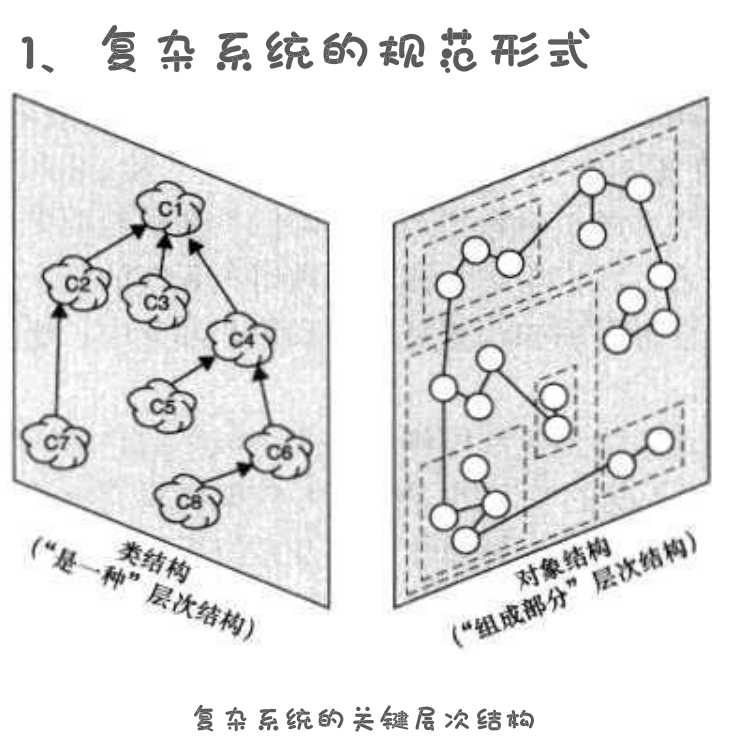 1、复杂系统的规范形式
C1
C2
C3
C4
C5
C7
C6
C8
类结构
（“是一种”层次结构）
对象结构
（“组成部分”层次结构）
复杂系统的关键层次结构